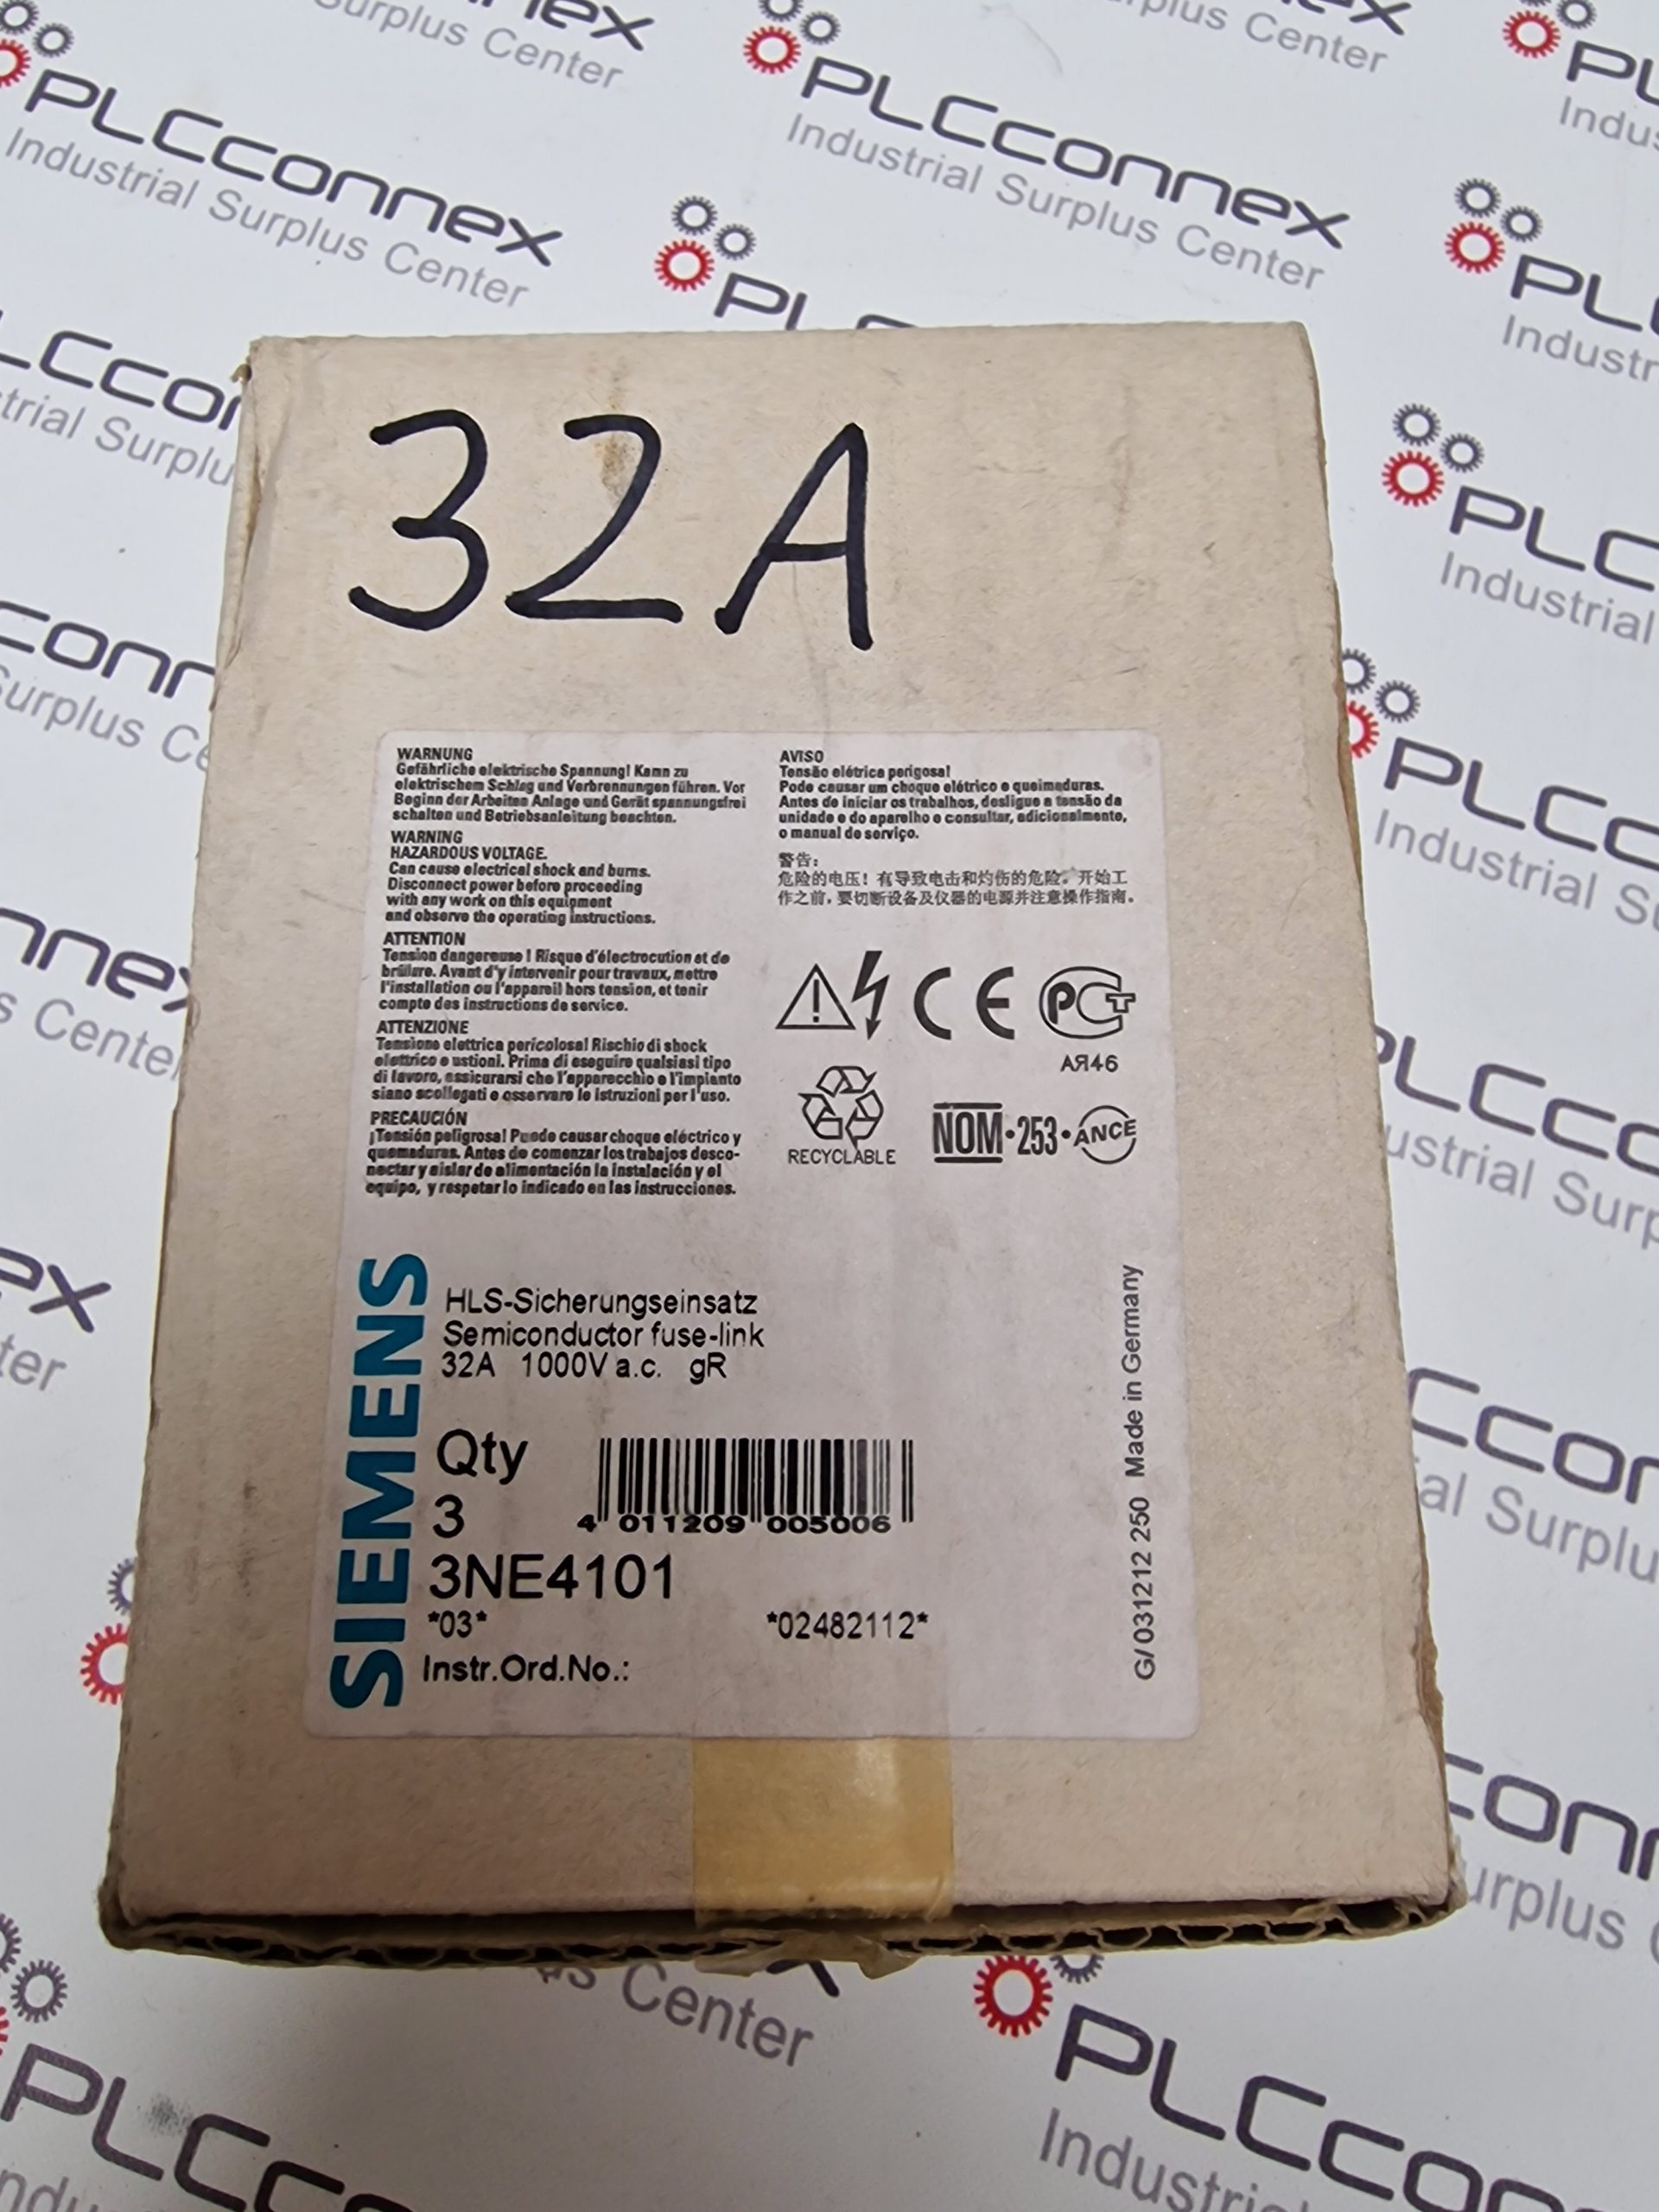 32A
WARNUNG
Gefährliche elektrische Spannung! Kann zu
elektrischem Schlag und Verbrennungen führen. Vor
Beginn der Arbeiten Anlage und Gerät spannungsfrei
schalten und Betriebsanleitung beachten.
WARNING
HAZARDOUS VOLTAGE.
Can cause electrical shock and burns.
Disconnect power before proceeding
with any work on this equipment
and observe the operating instructions.
ATTENTION
Tension dangereuse ! Risque d'électrocution et de
brûlure. Avant d'y intervenir pour travaux, mettre
l'installation ou l'appareil hors tension, et tenir
compte des instructions de service.
ATTENZIONE
Tensione elettrica pericolosa! Rischio di shock
elettrico e ustioni. Prima di eseguire qualsiasi tipo
di lavoro, assicurarsi che l'apparecchio e l'impianto
siano scollegati e osservare le istruzioni per l'uso.
PRECAUCIÓN
¡Tensión peligrosa! Puede causar choque eléctrico y
quemaduras. Antes de comenzar los trabajos desco-
nectar y aislar de alimentación la instalación y el
equipo, y respetar lo indicado en las instrucciones.
AVISO
Tensão elétrica perigosa!
Pode causar um choque elétrico e queimaduras.
Antes de iniciar os trabalhos, desligue a tensão da
unidade e do aparelho e consultar, adicionalmente,
o manual de serviço.
警告：
危险的电压！有导致电击和灼伤的危险。开始工
作之前，要切断设备及仪器的电源并注意操作指南。
CE
PCT
АЯ46
RECYCLABLE
NOM·253·ANCE
SIEMENS
HLS-Sicherungseinsatz
Semiconductor fuse-link
32A 1000V a.c. gR
Qty
3
4 011209 005006
3NE4101
*03* *02482112*
Instr.Ord.No.:
G/031212 250 Made in Germany
PLCconnex
Industrial Surplus Center
PLCconnex
Industrial Surplus Center